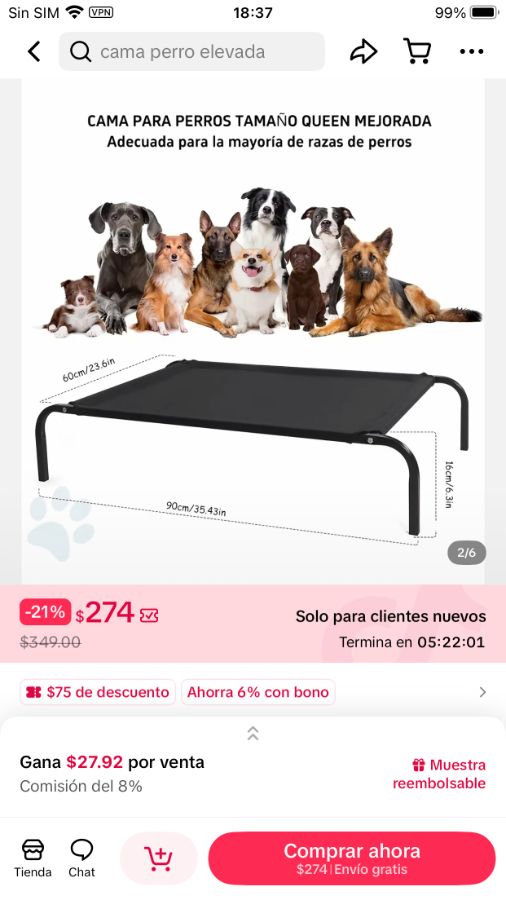 Sin SIM VPN 18:37 99%
cama perro elevada
CAMA PARA PERROS TAMAÑO QUEEN MEJORADA
Adecuada para la mayoría de razas de perros
60cm/23.6in
16cm/6.3in
90cm/35.43in
2/6
-21% $274 Solo para clientes nuevos
$349.00 Termina en 05:22:01
$75 de descuento Ahorra 6% con bono
Gana $27.92 por venta
Comisión del 8%
Muestra
reembolsable
Comprar ahora
Tienda Chat $274 | Envío gratis